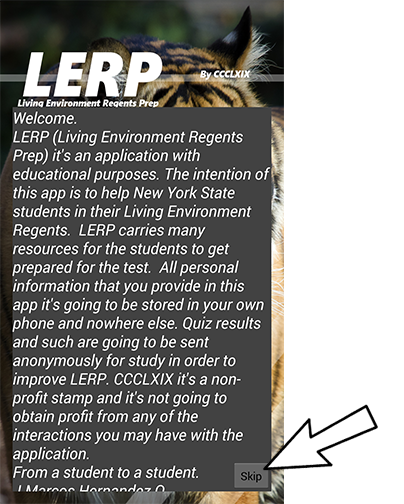 LERP
By CCCLXIX
Living Environment Regents Prep
Welcome.
LERP (Living Environment Regents
Prep) it's an application with
educational purposes. The intention of
this app is to help New York State
students in their Living Environment
Regents.  LERP carries many
resources for the students to get
prepared for the test.  All personal
information that you provide in this
app it's going to be stored in your own
phone and nowhere else. Quiz results
and such are going to be sent
anonymously for study in order to
improve LERP. CCCLXIX it's a non-
profit stamp and it's not going to
obtain profit from any of the
interactions you may have with the
application.
From a student to a student.
Skip